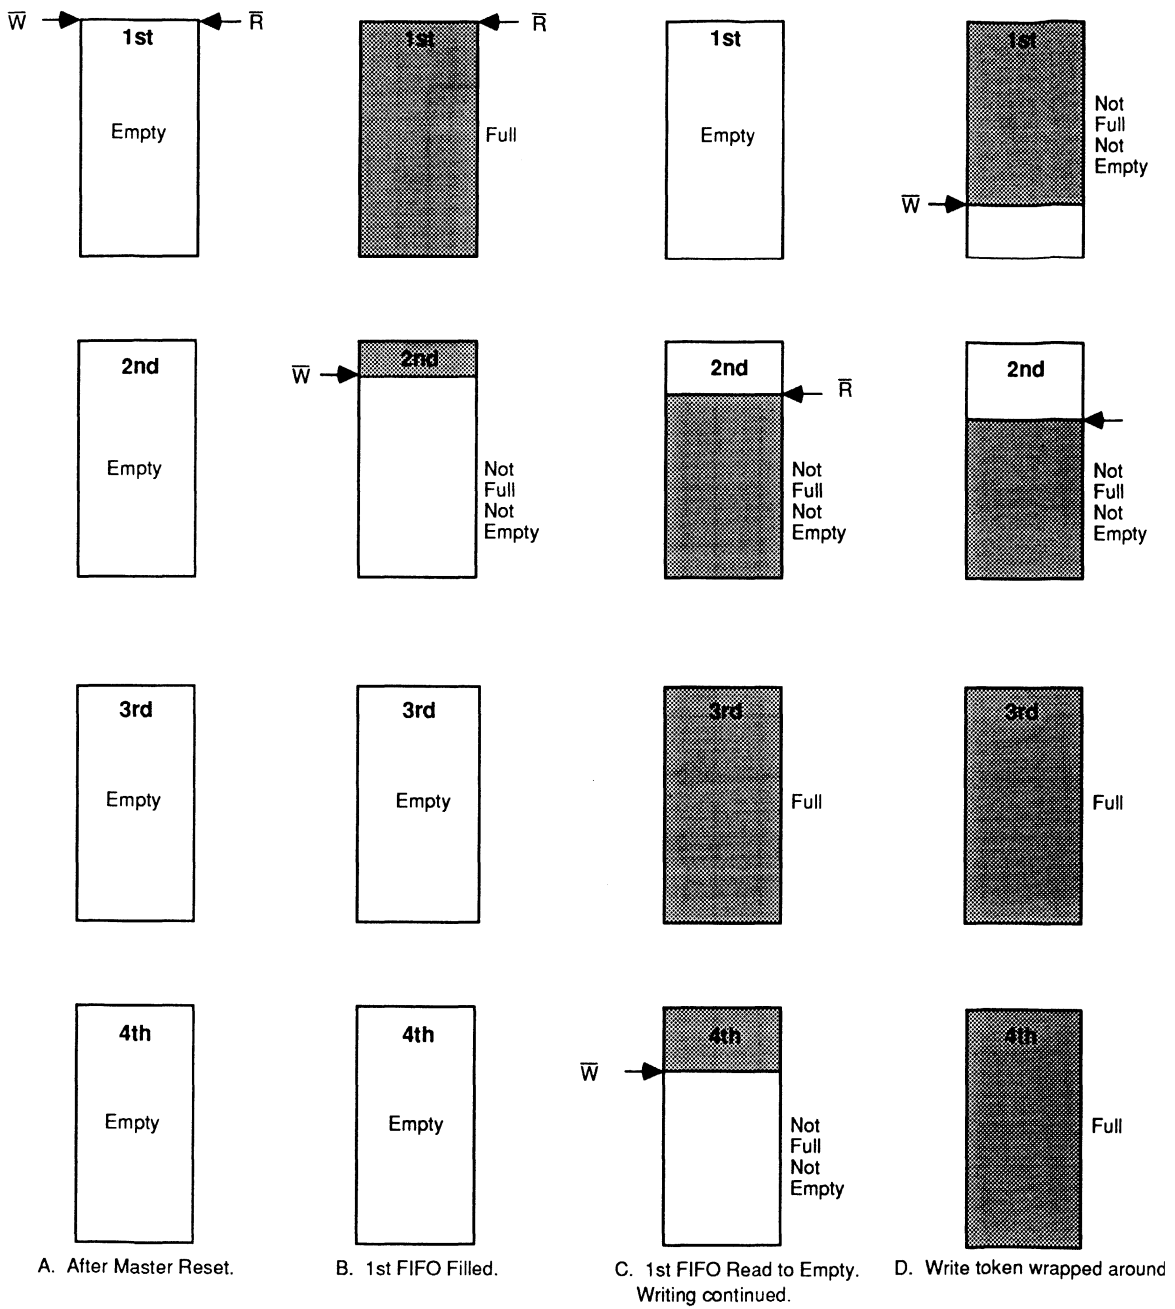 W̅ 1st R̅
Empty
2nd
Empty
3rd
Empty
4th
Empty
A. After Master Reset.
1st R̅
Full
W̅ 2nd
Not
Full
Not
Empty
3rd
Empty
4th
Empty
B. 1st FIFO Filled.
1st
Empty
2nd
R̅
Not
Full
Not
Empty
3rd
Full
4th
W̅
Not
Full
Not
Empty
C. 1st FIFO Read to Empty.
Writing continued.
1st
Not
Full
Not
Empty
W̅
2nd
Not
Full
Not
Empty
3rd
Full
4th
Full
D. Write token wrapped around